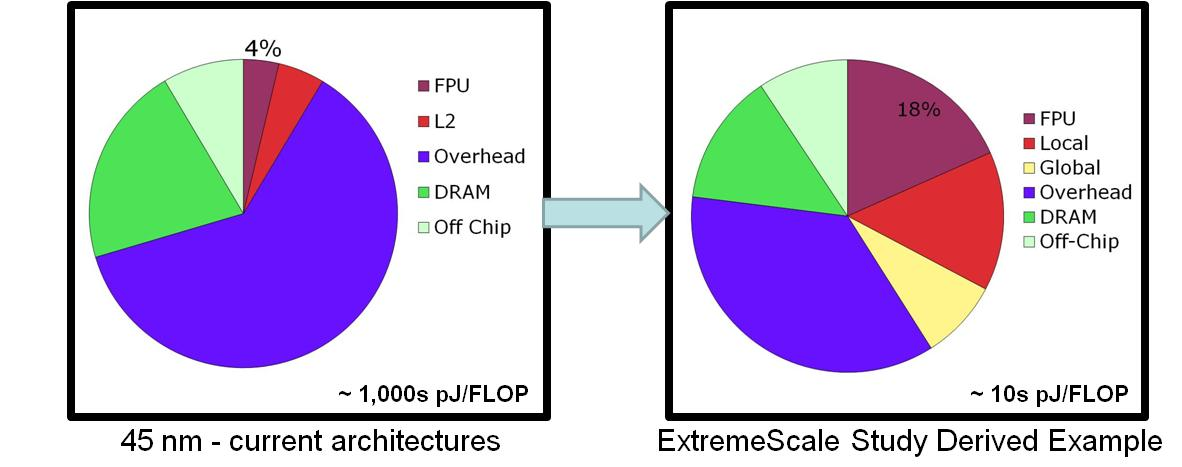 4%
FPU
L2
Overhead
DRAM
Off Chip
~ 1,000s pJ/FLOP
45 nm - current architectures
18%
FPU
Local
Global
Overhead
DRAM
Off-Chip
~ 10s pJ/FLOP
ExtremeScale Study Derived Example